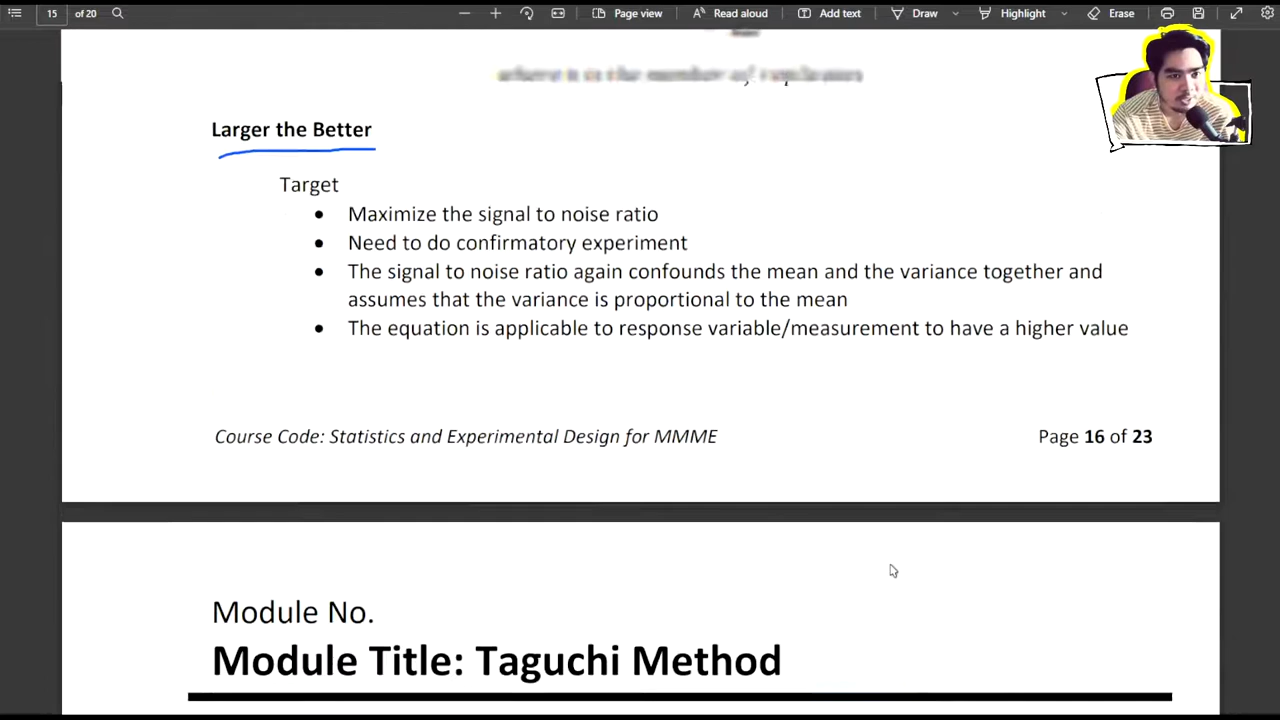 15 of 20 Page view Read aloud Add text Draw Highlight Erase
Larger the Better
Target
• Maximize the signal to noise ratio
• Need to do confirmatory experiment
• The signal to noise ratio again confounds the mean and the variance together and
assumes that the variance is proportional to the mean
• The equation is applicable to response variable/measurement to have a higher value
Course Code: Statistics and Experimental Design for MMME Page 16 of 23
Module No.
Module Title: Taguchi Method